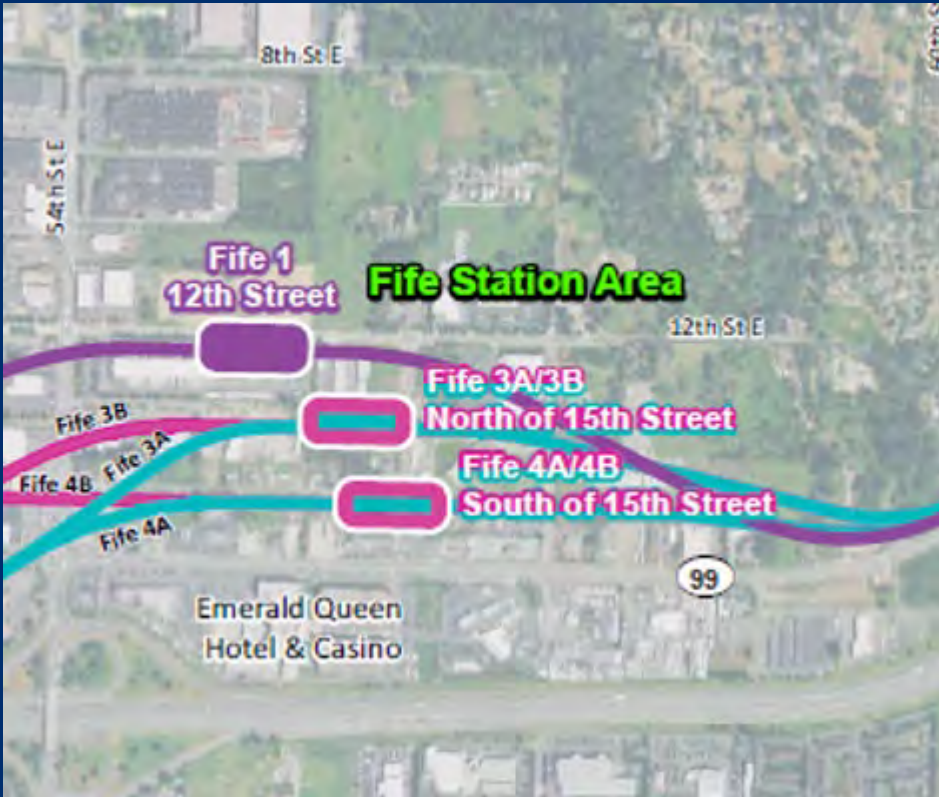 8th St E
54th St E
Fife 1
12th Street
Fife Station Area
12th St E
Fife 3A/3B
North of 15th Street
Fife 3B
Fife 3A
Fife 4A/4B
South of 15th Street
Fife 4B
Fife 4A
99
Emerald Queen
Hotel & Casino